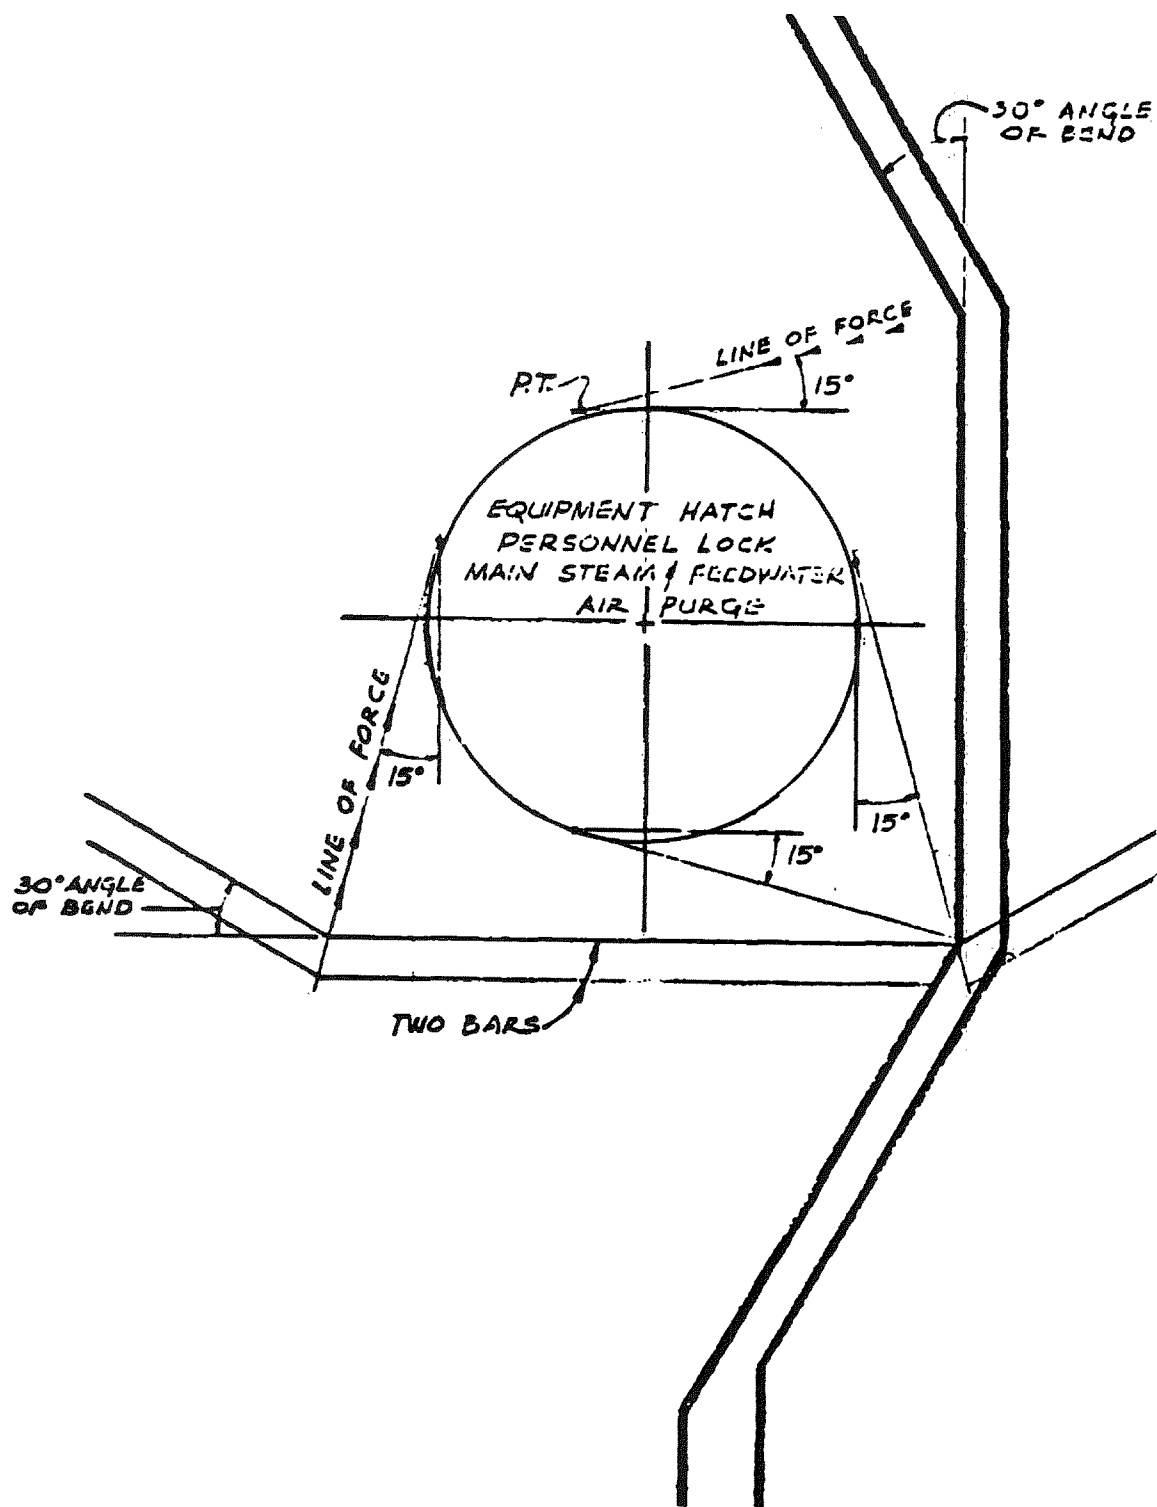 30° ANGLE
OF BEND
LINE OF FORCE
P.T.
15°
EQUIPMENT HATCH
PERSONNEL LOCK
MAIN STEAM & FEEDWATER
AIR PURGE
LINE OF FORCE
15°
15°
15°
30° ANGLE
OF BEND
TWO BARS